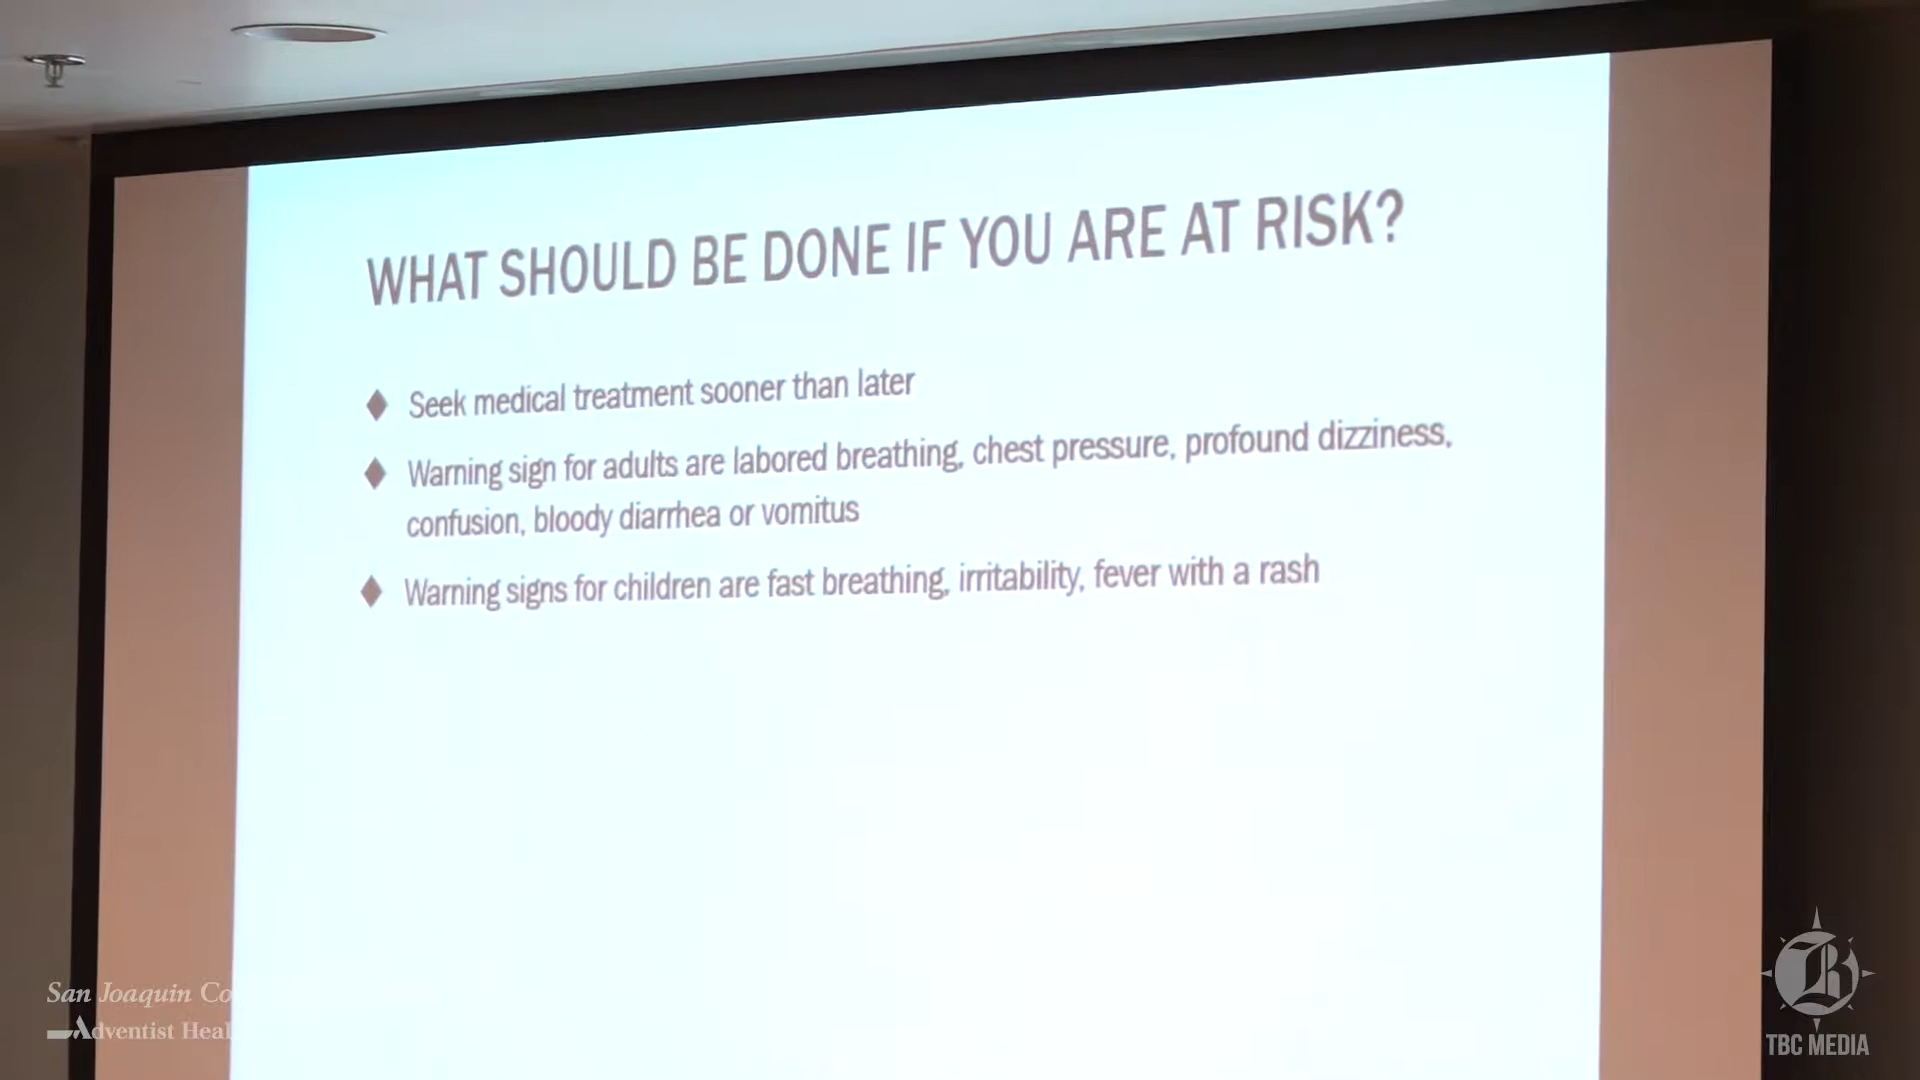 WHAT SHOULD BE DONE IF YOU ARE AT RISK?
Seek medical treatment sooner than later
Warning sign for adults are labored breathing, chest pressure, profound dizziness,
confusion, bloody diarrhea or vomitus
Warning signs for children are fast breathing, irritability, fever with a rash
San Joaquin Co
Adventist Heal
B
TBC MEDIA